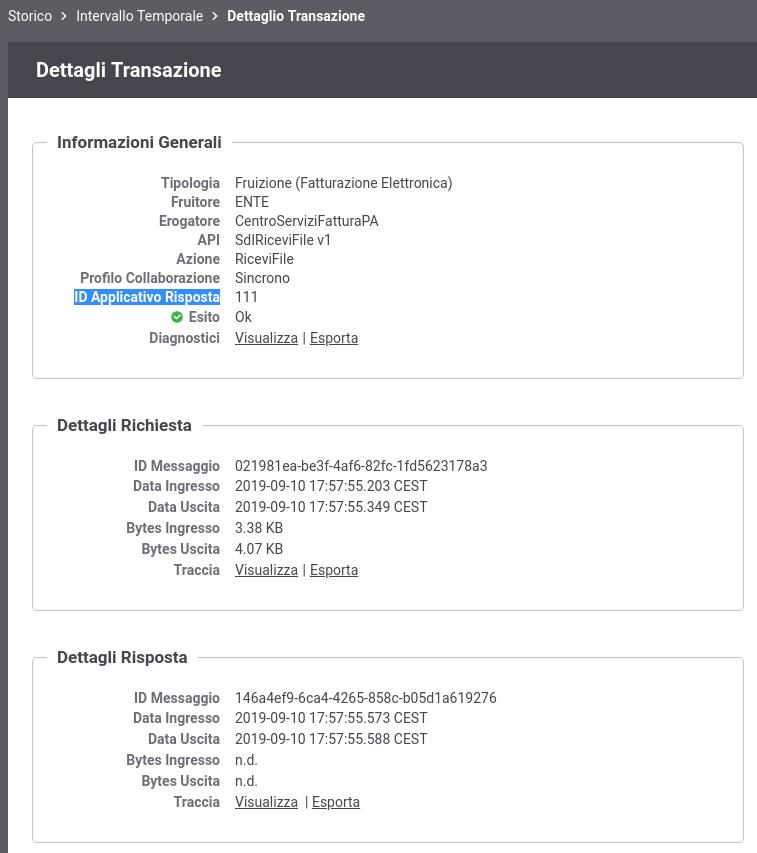 Storico > Intervallo Temporale > Dettaglio Transazione
Dettagli Transazione
Informazioni Generali
Tipologia Fruizione (Fatturazione Elettronica)
Fruitore ENTE
Erogatore CentroServiziFatturaPA
API SdIRiceviFile v1
Azione RiceviFile
Profilo Collaborazione Sincrono
ID Applicativo Risposta 111
Esito Ok
Diagnostici Visualizza | Esporta
Dettagli Richiesta
ID Messaggio 021981ea-be3f-4af6-82fc-1fd5623178a3
Data Ingresso 2019-09-10 17:57:55.203 CEST
Data Uscita 2019-09-10 17:57:55.349 CEST
Bytes Ingresso 3.38 KB
Bytes Uscita 4.07 KB
Traccia Visualizza | Esporta
Dettagli Risposta
ID Messaggio 146a4ef9-6ca4-4265-858c-b05d1a619276
Data Ingresso 2019-09-10 17:57:55.573 CEST
Data Uscita 2019-09-10 17:57:55.588 CEST
Bytes Ingresso n.d.
Bytes Uscita n.d.
Traccia Visualizza | Esporta